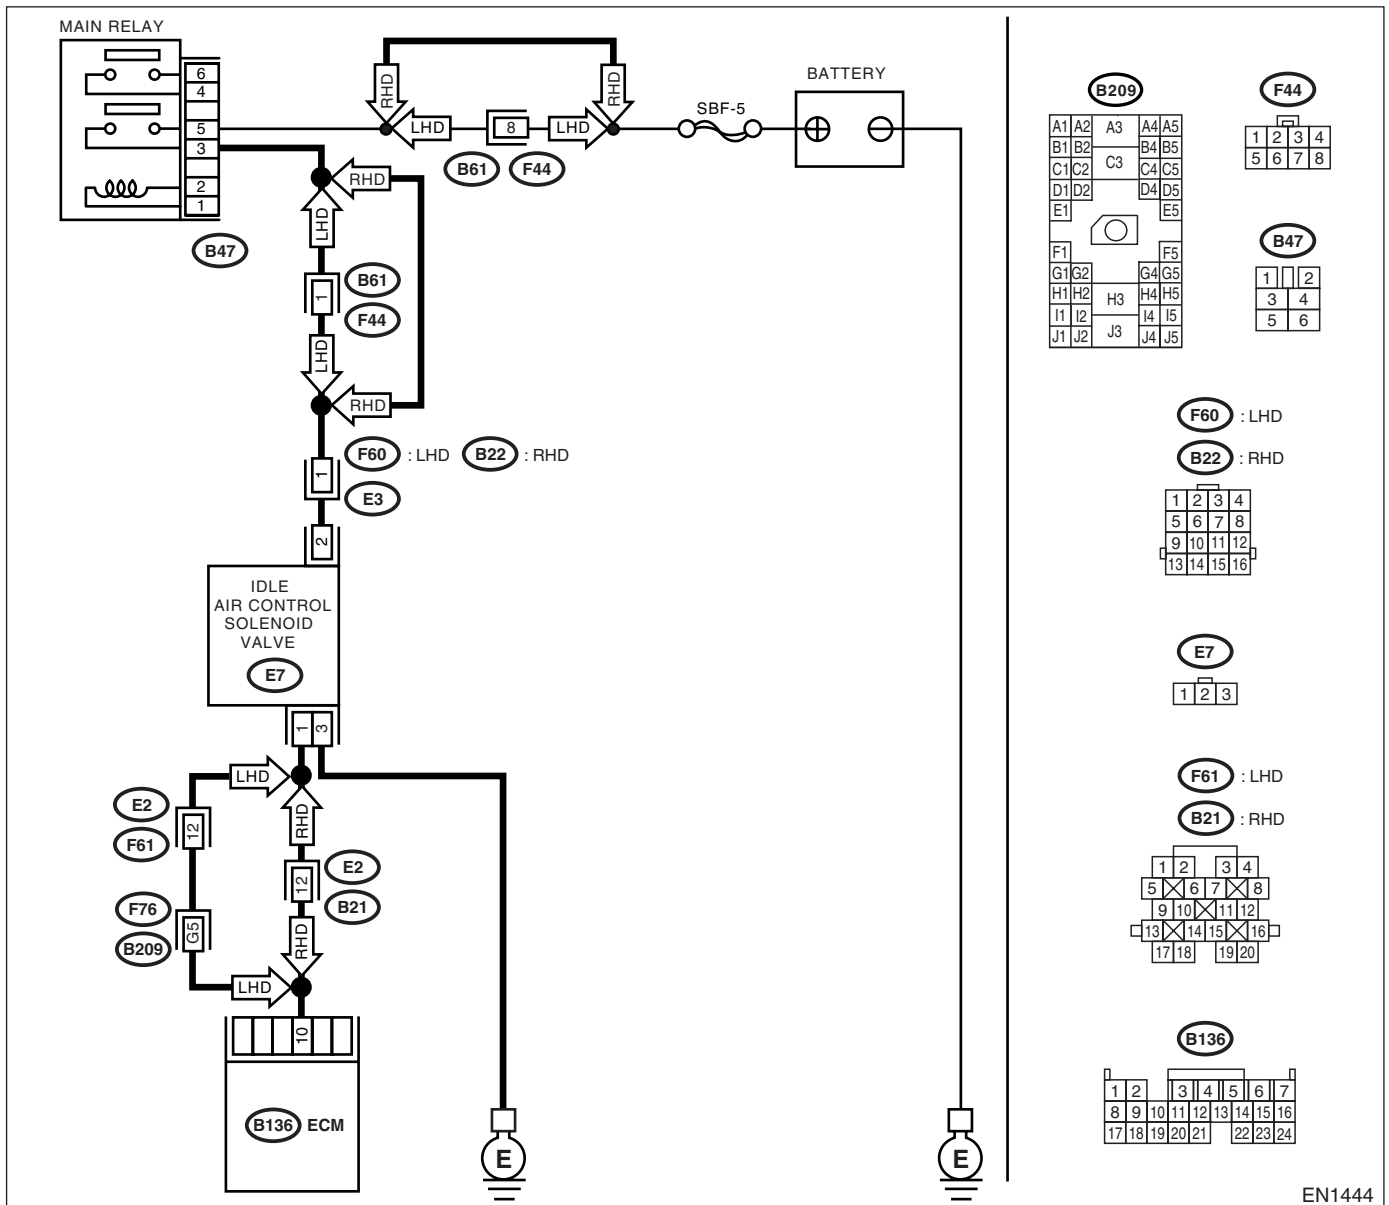 MAIN RELAY
6
4
5
3
2
1
B47
RHD
RHD
LHD
8
LHD
B61
F44
SBF-5
BATTERY
RHD
LHD
1
B61
F44
LHD
RHD
F60 : LHD B22 : RHD
1
E3
2
IDLE
AIR CONTROL
SOLENOID
VALVE
E7
1 3
LHD
RHD
E2
F61
12
E2
B21
12
F76
B209
G5
RHD
LHD
10
B136 ECM
E
E
B209
A1 A2 A3 A4 A5
B1 B2 B4 B5
C1 C2 C3 C4 C5
D1 D2 D4 D5
E1 E5
F1 F5
G1 G2 G4 G5
H1 H2 H3 H4 H5
I1 I2 I4 I5
J1 J2 J3 J4 J5
F44
1 2 3 4
5 6 7 8
B47
1 2
3 4
5 6
F60 : LHD
B22 : RHD
1 2 3 4
5 6 7 8
9 10 11 12
13 14 15 16
E7
1 2 3
F61 : LHD
B21 : RHD
1 2 3 4
5 6 7 8
9 10 11 12
13 14 15 16
17 18 19 20
B136
1 2 3 4 5 6 7
8 9 10 11 12 13 14 15 16
17 18 19 20 21 22 23 24
EN1444